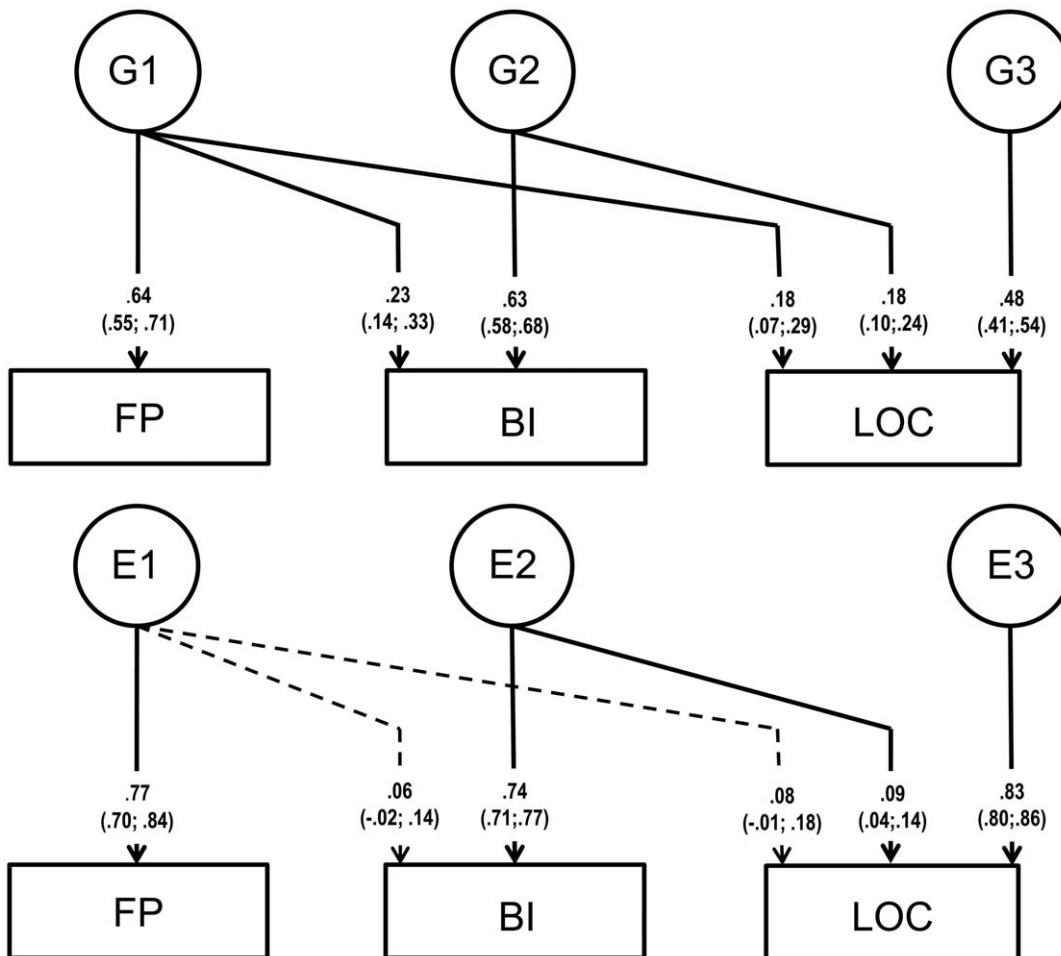 G1 G2 G3
.64 .23 .63 .18 .18 .48
(.55; .71) (.14; .33) (.58;.68) (.07;.29) (.10;.24) (.41;.54)
FP BI LOC
E1 E2 E3
.77 .06 .74 .08 .09 .83
(.70; .84) (-.02; .14) (.71;.77) (-.01; .18) (.04;.14) (.80;.86)
FP BI LOC